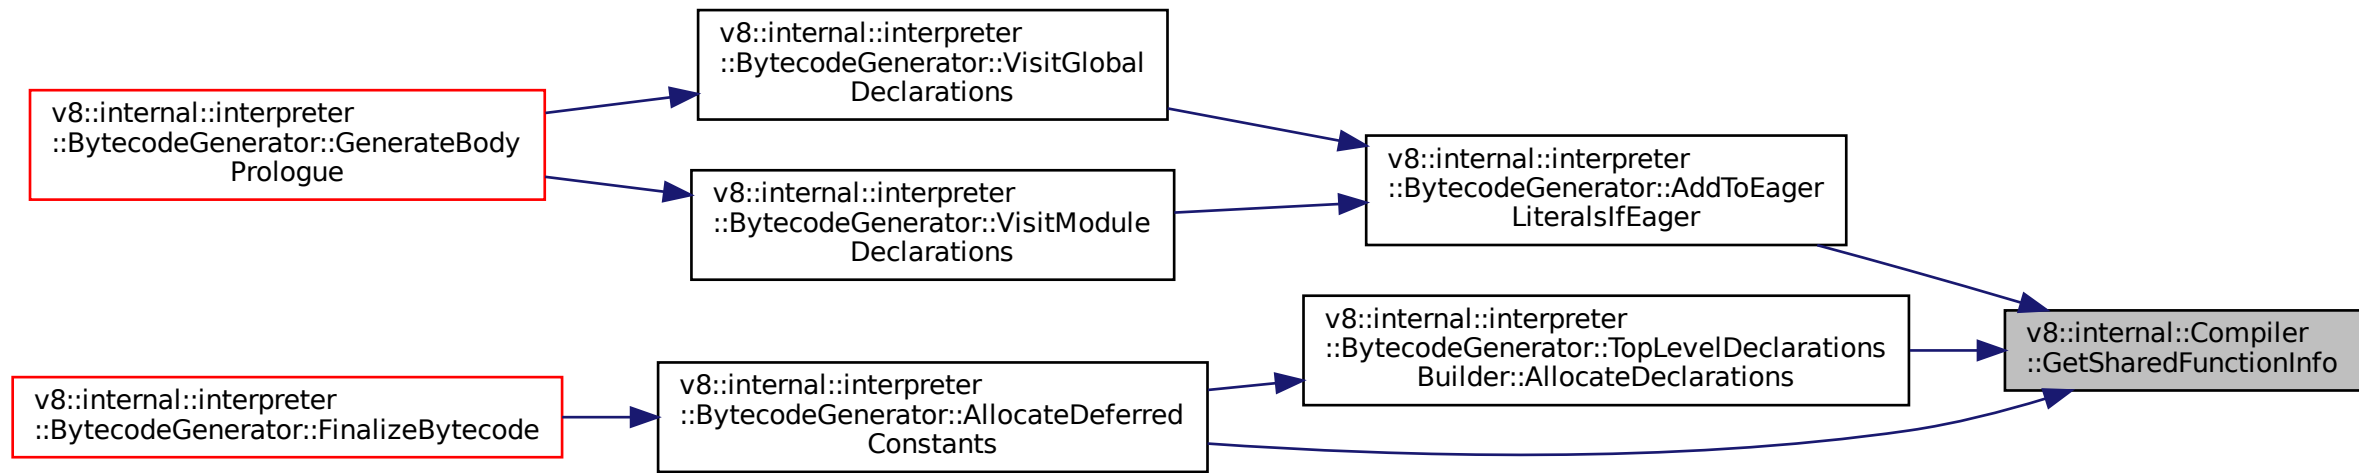 v8::internal::interpreter
::BytecodeGenerator::VisitGlobal
Declarations
v8::internal::interpreter
::BytecodeGenerator::GenerateBody
Prologue
v8::internal::interpreter
::BytecodeGenerator::VisitModule
Declarations
v8::internal::interpreter
::BytecodeGenerator::AddToEager
LiteralsIfEager
v8::internal::interpreter
::BytecodeGenerator::TopLevelDeclarations
Builder::AllocateDeclarations
v8::internal::Compiler
::GetSharedFunctionInfo
v8::internal::interpreter
::BytecodeGenerator::FinalizeBytecode
v8::internal::interpreter
::BytecodeGenerator::AllocateDeferred
Constants